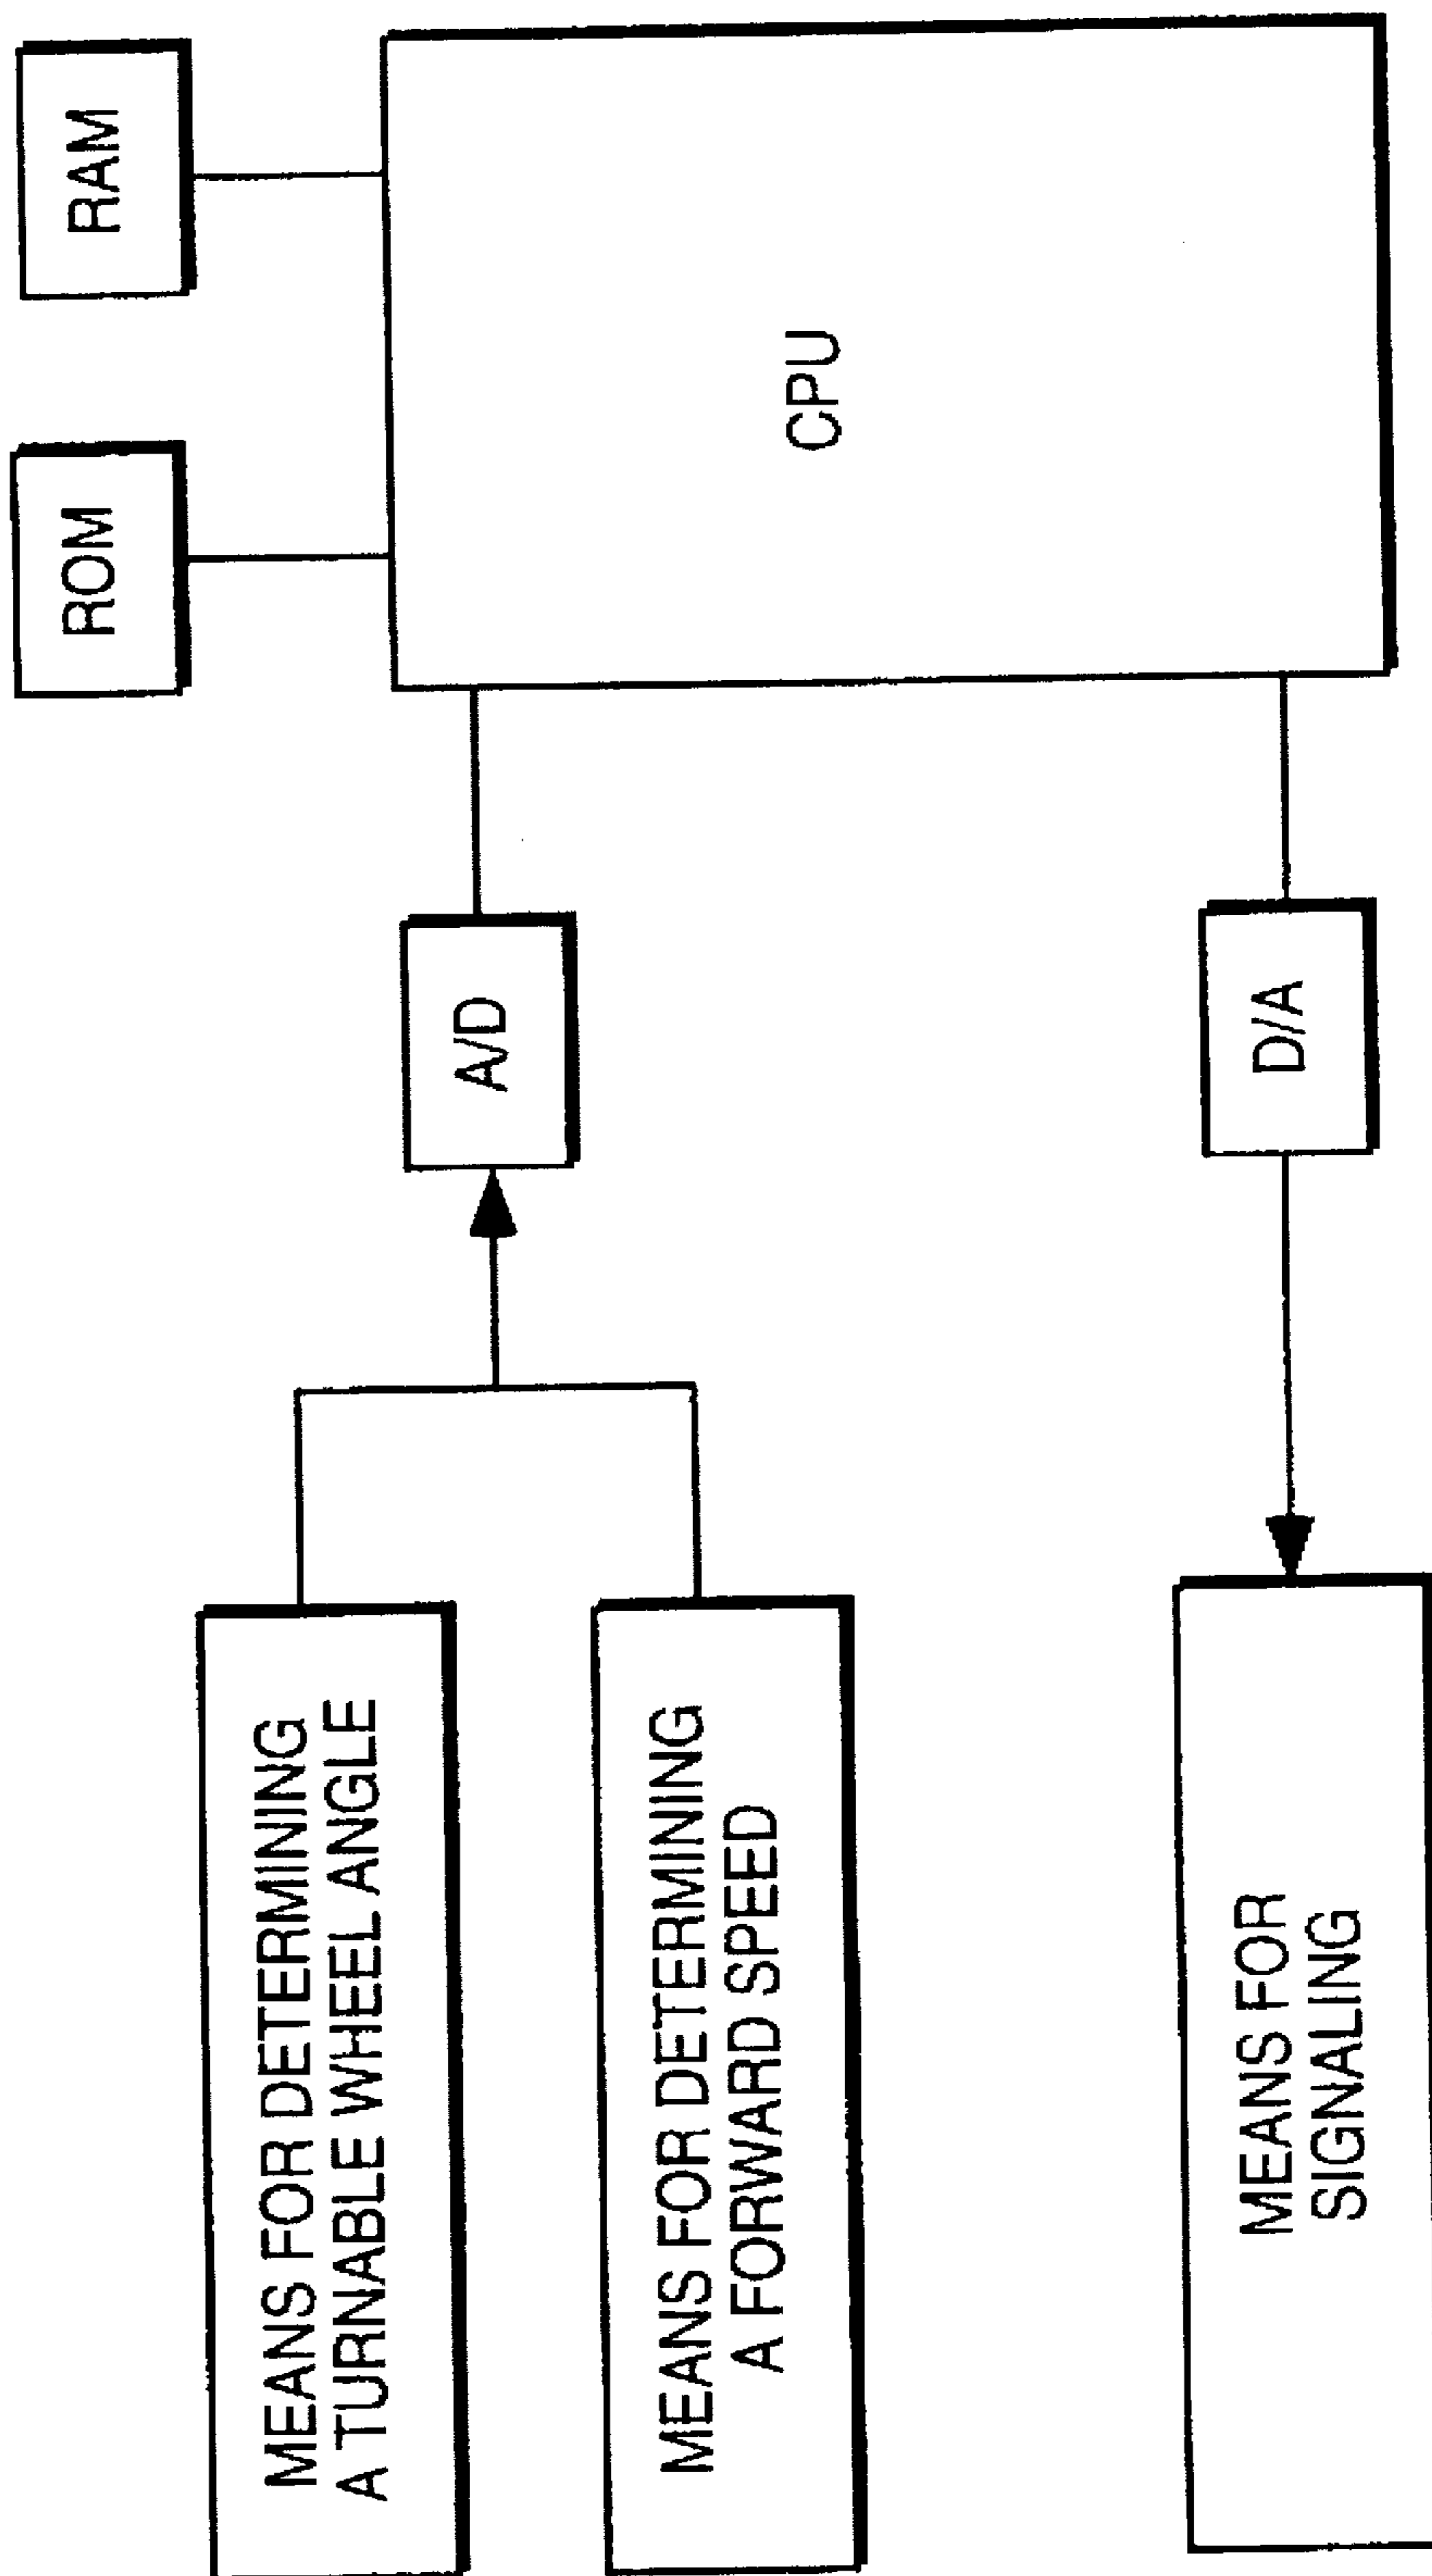 ROM
RAM
MEANS FOR DETERMINING
A TURNABLE WHEEL ANGLE
A/D
MEANS FOR DETERMINING
A FORWARD SPEED
CPU
MEANS FOR
SIGNALING
D/A